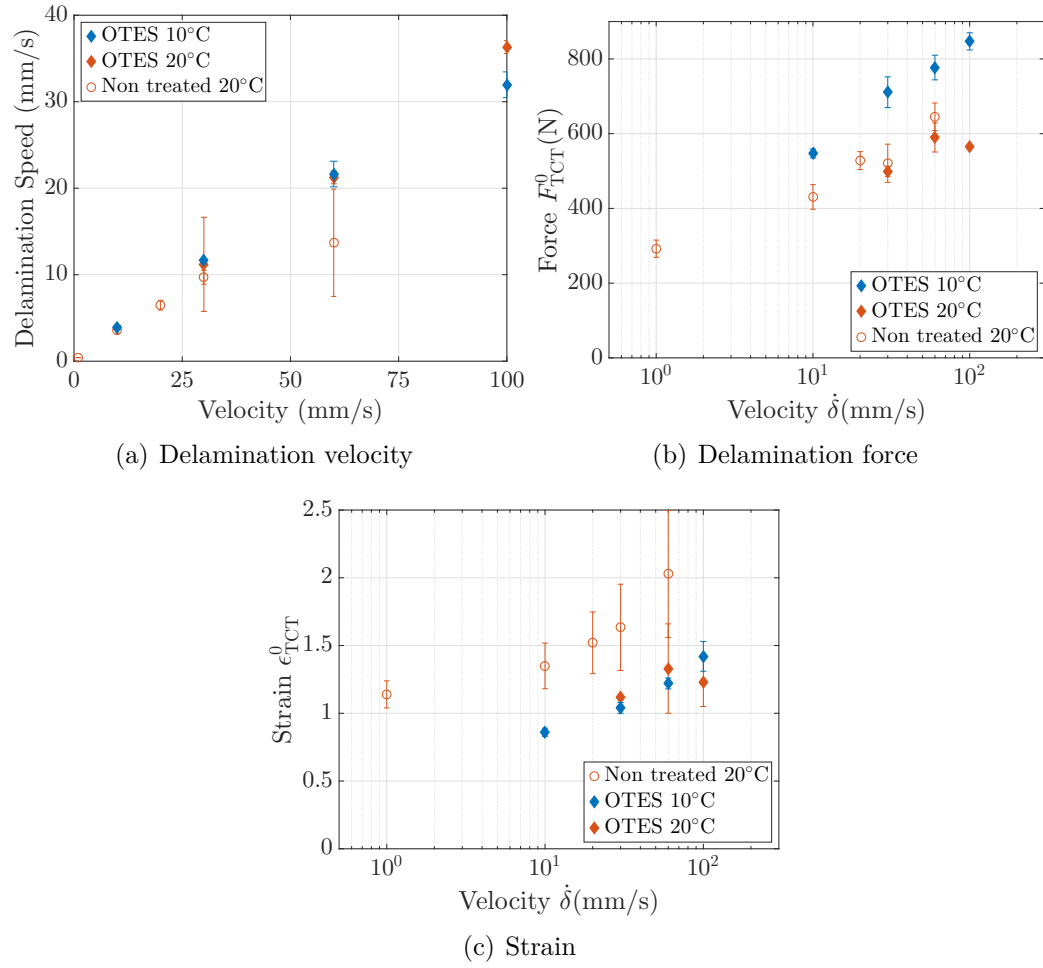 40
30
20
10
0
Delamination Speed (mm/s)
OTES 10°C
OTES 20°C
Non treated 20°C
0 25 50 75 100
Velocity (mm/s)
(a) Delamination velocity
800
600
400
200
0
Force F⁰_TCT(N)
OTES 10°C
OTES 20°C
Non treated 20°C
10⁰ 10¹ 10²
Velocity δ̇(mm/s)
(b) Delamination force
2.5
2
1.5
1
0.5
0
Strain ϵ⁰_TCT
Non treated 20°C
OTES 10°C
OTES 20°C
10⁰ 10¹ 10²
Velocity δ̇(mm/s)
(c) Strain